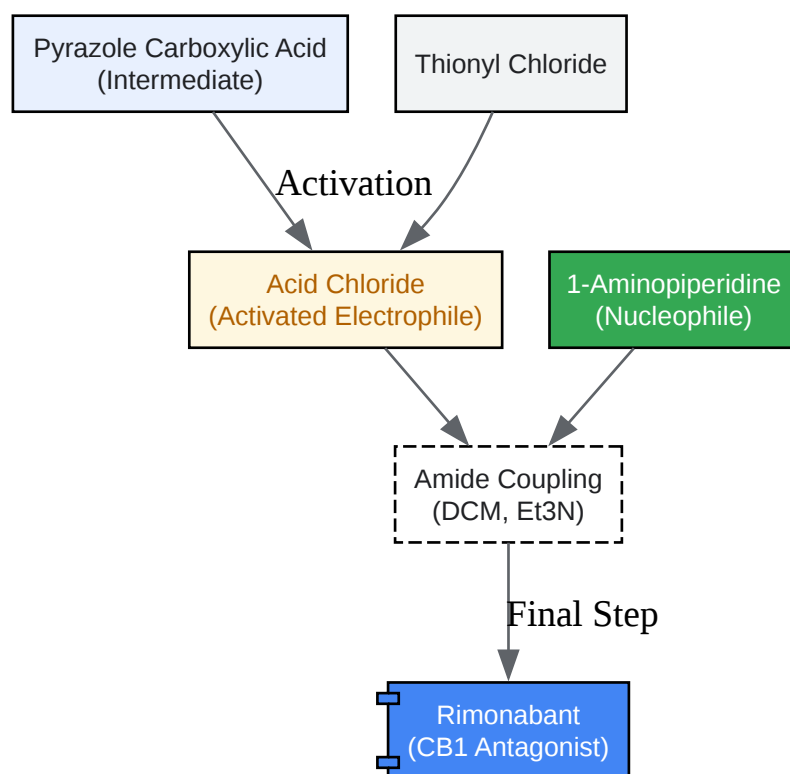 Pyrazole Carboxylic Acid
(Intermediate)
Thionyl Chloride
Activation
Acid Chloride
(Activated Electrophile)
1-Aminopiperidine
(Nucleophile)
Amide Coupling
(DCM, Et3N)
Final Step
Rimonabant
(CB1 Antagonist)